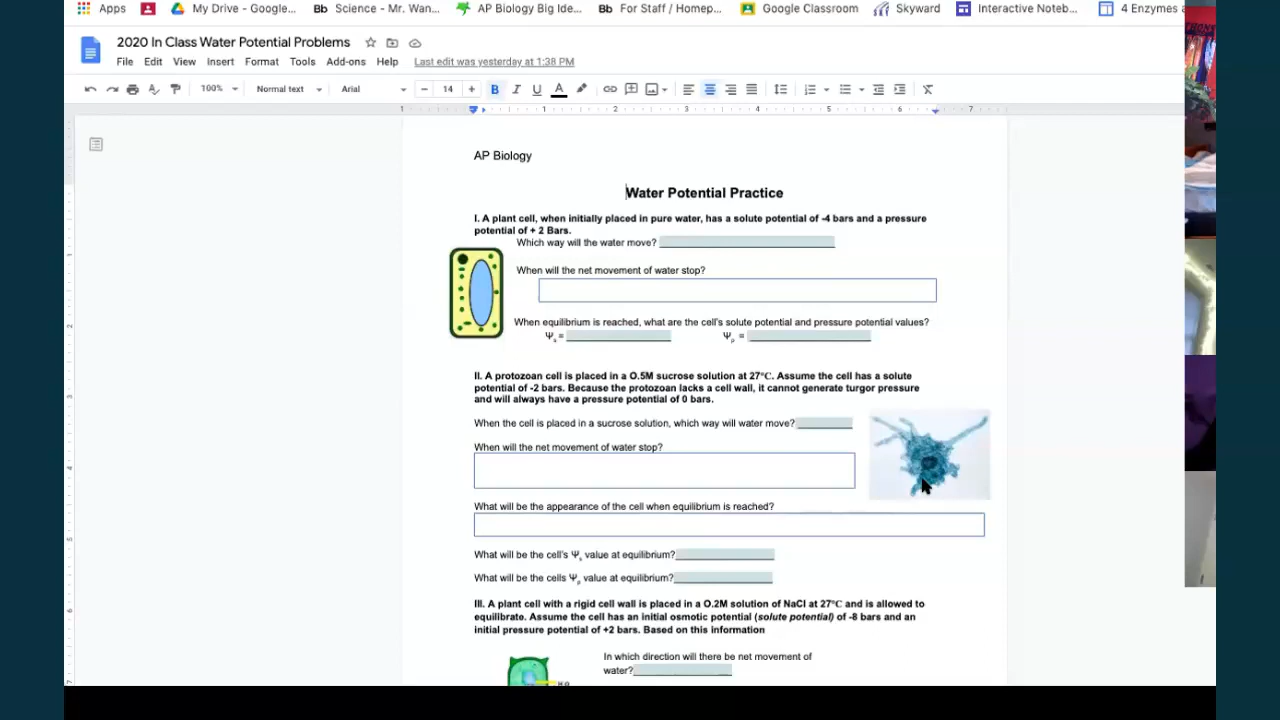 Apps My Drive - Google... Bb Science - Mr. Wan... AP Biology Big Ide... Bb For Staff / Homep... Google Classroom Skyward Interactive Noteb... 4 Enzymes
2020 In Class Water Potential Problems
File Edit View Insert Format Tools Add-ons Help Last edit was yesterday at 1:38 PM
100% Normal text Arial 14 B I U A
1 1 2 3 4 5 6 7
AP Biology
Water Potential Practice
I. A plant cell, when initially placed in pure water, has a solute potential of -4 bars and a pressure
potential of + 2 Bars.
Which way will the water move?
When will the net movement of water stop?
When equilibrium is reached, what are the cell's solute potential and pressure potential values?
Ψs = Ψp =
II. A protozoan cell is placed in a O.5M sucrose solution at 27°C. Assume the cell has a solute
potential of -2 bars. Because the protozoan lacks a cell wall, it cannot generate turgor pressure
and will always have a pressure potential of 0 bars.
When the cell is placed in a sucrose solution, which way will water move?
When will the net movement of water stop?
What will be the appearance of the cell when equilibrium is reached?
What will be the cell's Ψs value at equilibrium?
What will be the cells Ψp value at equilibrium?
III. A plant cell with a rigid cell wall is placed in a O.2M solution of NaCl at 27°C and is allowed to
equilibrate. Assume the cell has an initial osmotic potential (solute potential) of -8 bars and an
initial pressure potential of +2 bars. Based on this information
In which direction will there be net movement of
water?